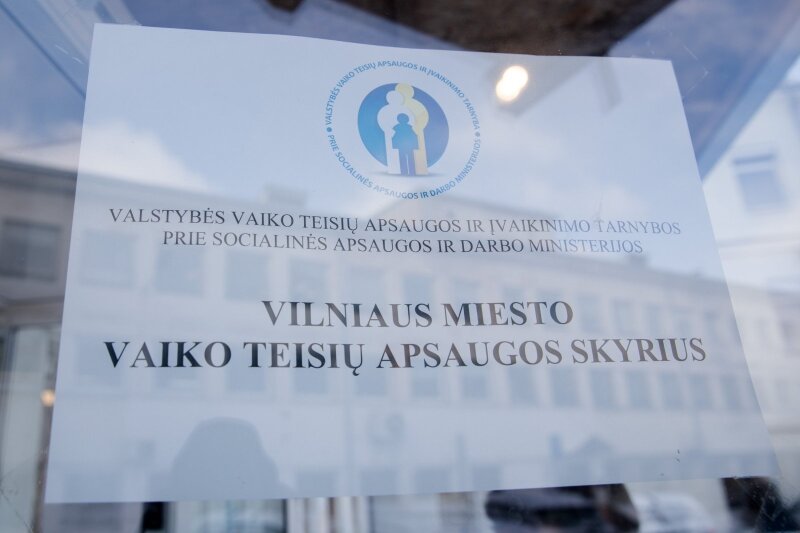 VALSTYBĖS VAIKO TEISIŲ APSAUGOS IR ĮVAIKINIMO TARNYBA
PRIE SOCIALINĖS APSAUGOS IR DARBO MINISTERIJOS
VALSTYBĖS VAIKO TEISIŲ APSAUGOS IR ĮVAIKINIMO TARNYBOS
PRIE SOCIALINĖS APSAUGOS IR DARBO MINISTERIJOS
VILNIAUS MIESTO
VAIKO TEISIŲ APSAUGOS SKYRIUS